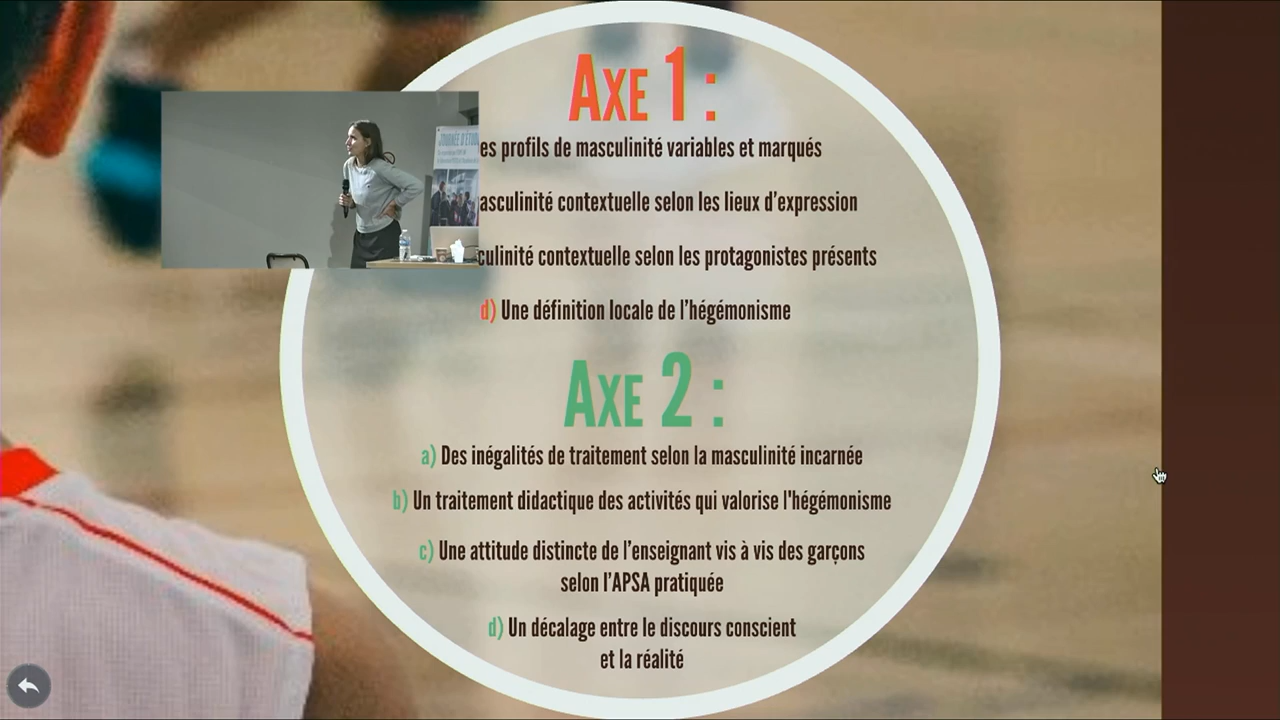 AXE 1 :
es profils de masculinité variables et marqués
asculinité contextuelle selon les lieux d'expression
culinité contextuelle selon les protagonistes présents
d) Une définition locale de l'hégémonisme
AXE 2 :
a) Des inégalités de traitement selon la masculinité incarnée
b) Un traitement didactique des activités qui valorise l'hégémonisme
c) Une attitude distincte de l'enseignant vis à vis des garçons
selon l'APSA pratiquée
d) Un décalage entre le discours conscient
et la réalité
JOURNÉE D'ÉTUD